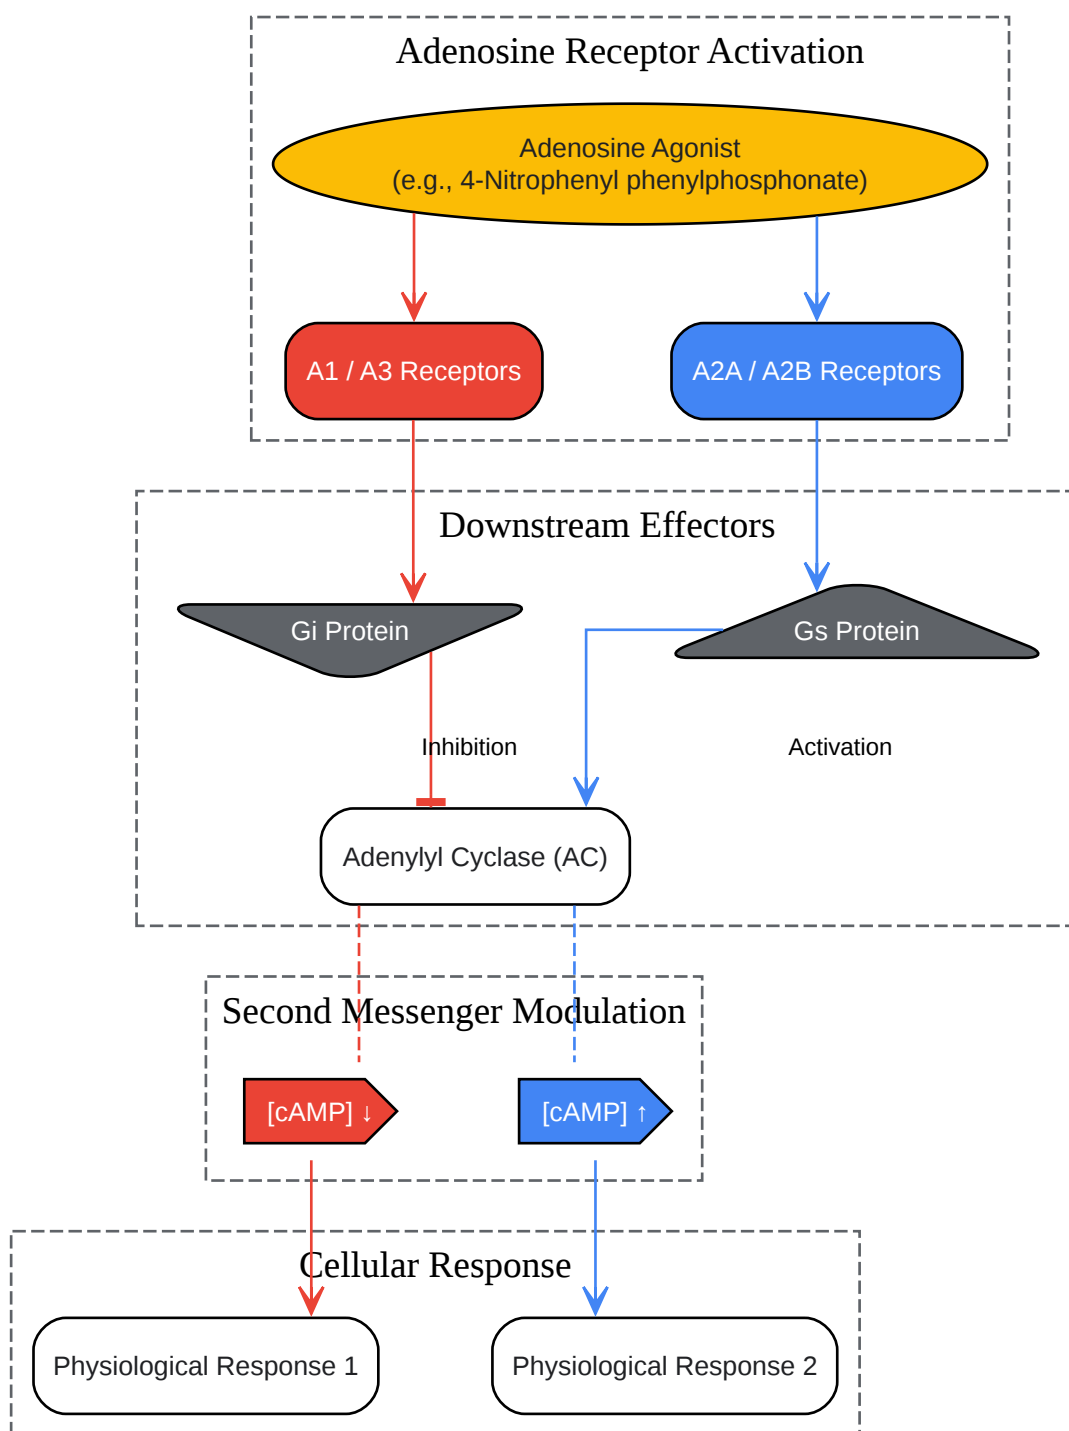 Adenosine Receptor Activation
Adenosine Agonist
(e.g., 4-Nitrophenyl phenylphosphonate)
A1 / A3 Receptors
A2A / A2B Receptors
Downstream Effectors
Gi Protein
Gs Protein
Inhibition
Activation
Adenylyl Cyclase (AC)
Second Messenger Modulation
[cAMP] ↓
[cAMP] ↑
Cellular Response
Physiological Response 1
Physiological Response 2